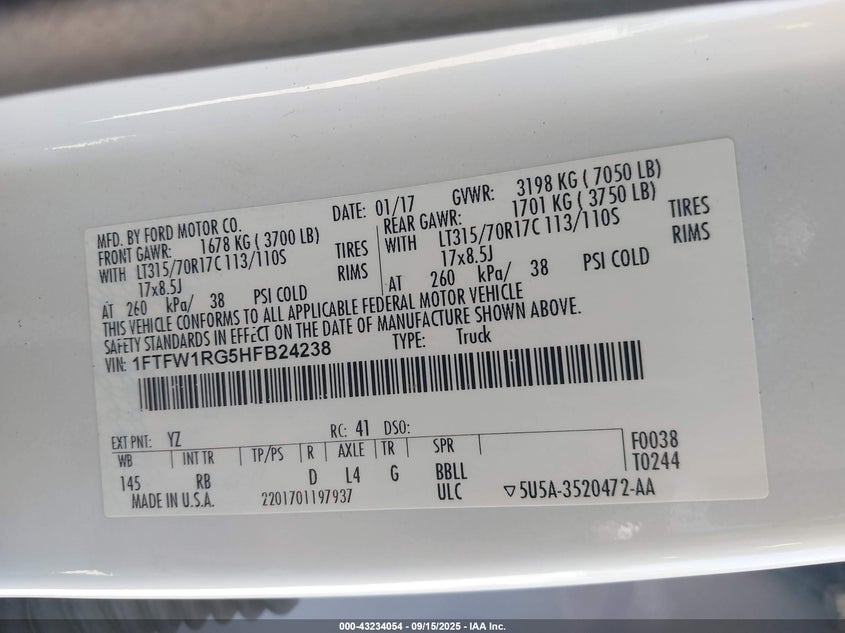 MFD. BY FORD MOTOR CO. DATE: 01/17 GVWR: 3198 KG ( 7050 LB)
FRONT GAWR: 1678 KG ( 3700 LB) REAR GAWR: 1701 KG ( 3750 LB)
WITH LT315/70R17C 113/110S TIRES WITH LT315/70R17C 113/110S TIRES
17x8.5J RIMS 17x8.5J RIMS
AT 260 kPa/ 38 PSI COLD AT 260 kPa/ 38 PSI COLD
THIS VEHICLE CONFORMS TO ALL APPLICABLE FEDERAL MOTOR VEHICLE
SAFETY STANDARDS IN EFFECT ON THE DATE OF MANUFACTURE SHOWN ABOVE.
VIN: 1FTFW1RG5HFB24238 TYPE: Truck
EXT PNT: YZ RC: 41 DSO:
WB INT TR TP/PS R AXLE TR SPR F0038
145 RB D L4 G BBLL T0244
MADE IN U.S.A. 2201701197937 ULC ▽5U5A-3520472-AA
000-43234054 - 09/15/2025 - IAA Inc.